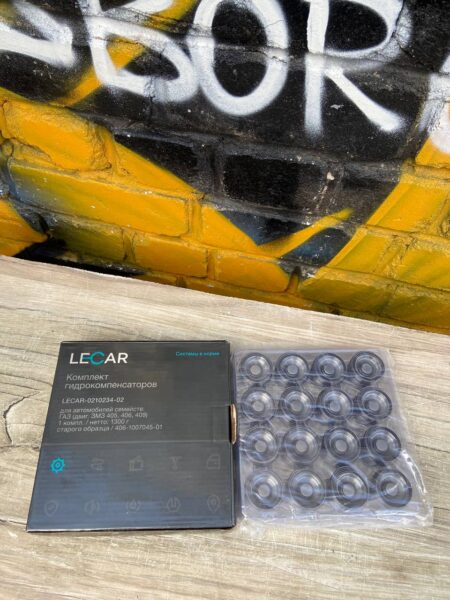 BOR
LECAR
Системы в норме
Комплект
гидрокомпенсаторов
LECAR-0210234-02
для автомобилей семейств
ГАЗ (двиг. ЗМЗ 405, 406, 409)
1 компл. / нетто: 1300 г
старого образца / 406-1007045-01